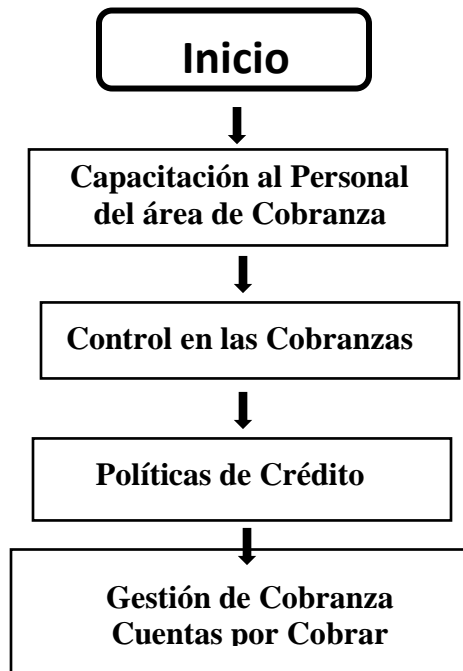 Inicio
Capacitación al Personal
del área de Cobranza
Control en las Cobranzas
Políticas de Crédito
Gestión de Cobranza
Cuentas por Cobrar